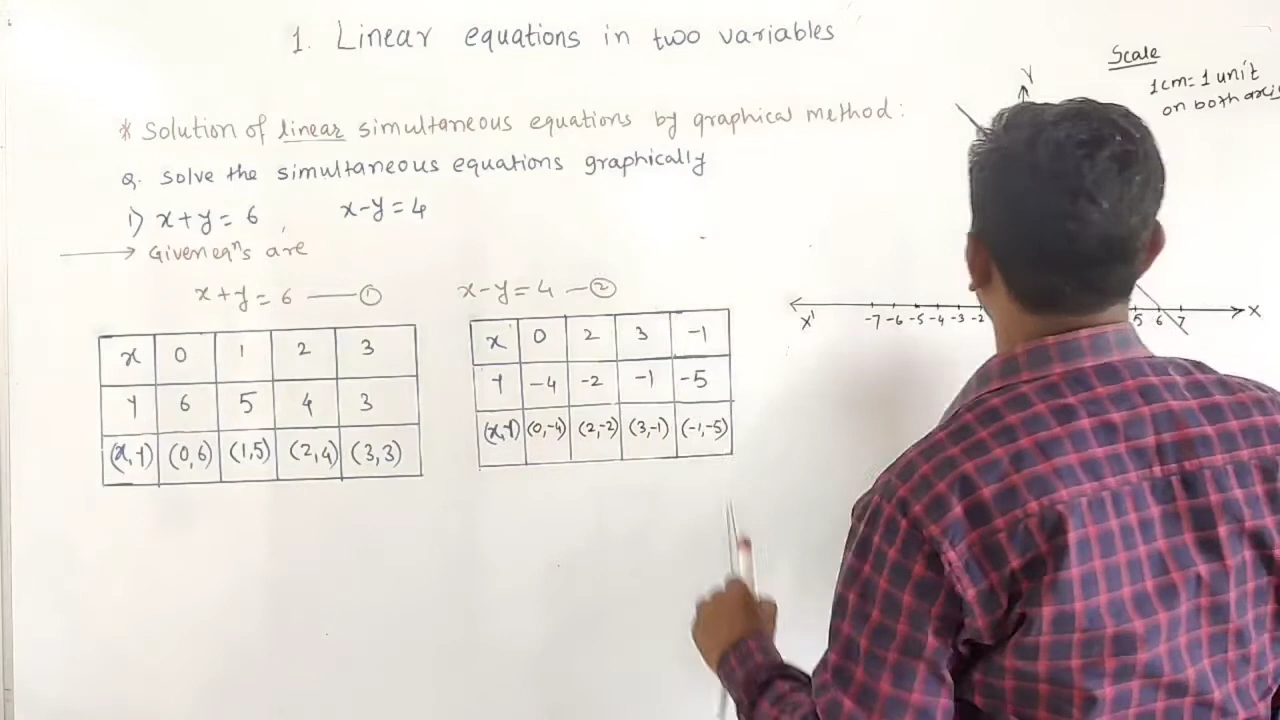 1. Linear equations in two variables
* Solution of linear simultaneous equations by graphical method:
Q. Solve the simultaneous equations graphically
i) x+y=6, x-y=4
Given eqⁿs are
x+y=6 — ①
x 0 1 2 3
y 6 5 4 3
(x,y) (0,6) (1,5) (2,4) (3,3)
x-y=4 — ②
x 0 2 3 -1
y -4 -2 -1 -5
(x,y) (0,-4) (2,-2) (3,-1) (-1,-5)
Scale
1cm=1unit
on both axis
Y
X' -7 -6 -5 -4 -3 -2 5 6 7 X